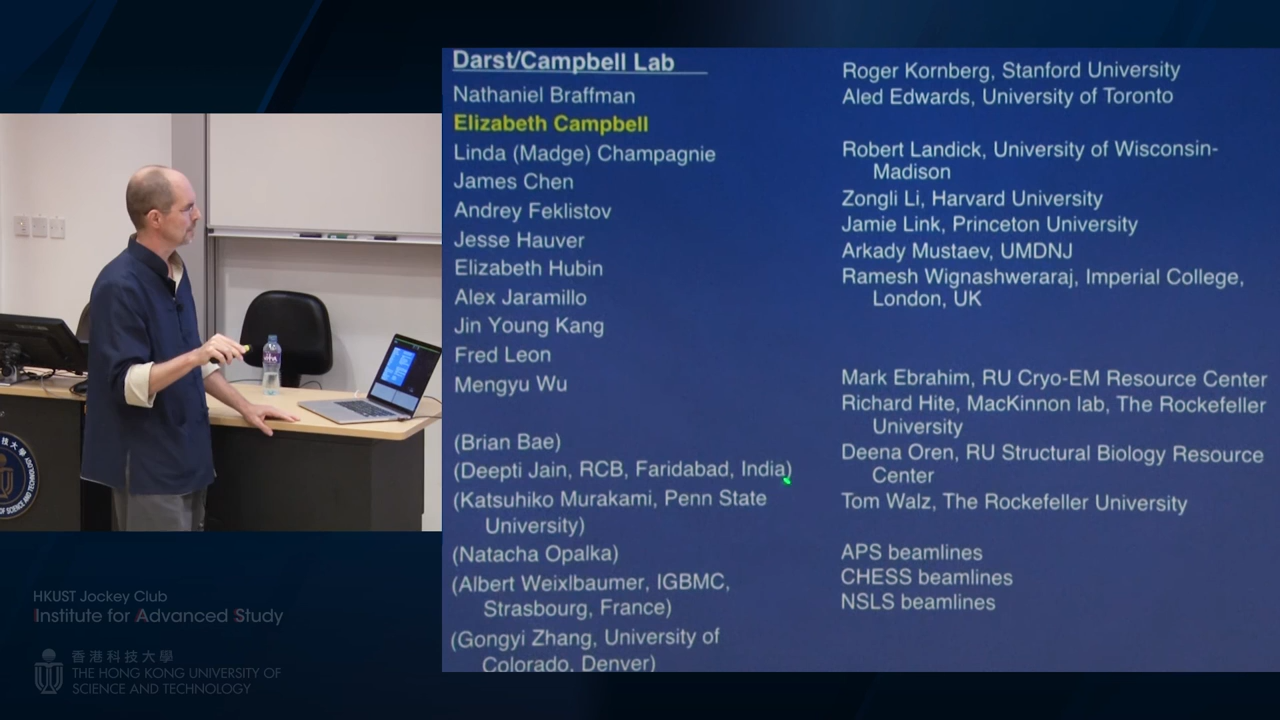 Darst/Campbell Lab
Nathaniel Braffman
Elizabeth Campbell
Linda (Madge) Champagnie
James Chen
Andrey Feklistov
Jesse Hauver
Elizabeth Hubin
Alex Jaramillo
Jin Young Kang
Fred Leon
Mengyu Wu
(Brian Bae)
(Deepti Jain, RCB, Faridabad, India)
(Katsuhiko Murakami, Penn State
University)
(Natacha Opalka)
(Albert Weixlbaumer, IGBMC,
Strasbourg, France)
(Gongyi Zhang, University of
Colorado, Denver)
Roger Kornberg, Stanford University
Aled Edwards, University of Toronto
Robert Landick, University of Wisconsin-
Madison
Zongli Li, Harvard University
Jamie Link, Princeton University
Arkady Mustaev, UMDNJ
Ramesh Wignashweraraj, Imperial College,
London, UK
Mark Ebrahim, RU Cryo-EM Resource Center
Richard Hite, MacKinnon lab, The Rockefeller
University
Deena Oren, RU Structural Biology Resource
Center
Tom Walz, The Rockefeller University
APS beamlines
CHESS beamlines
NSLS beamlines
HKUST Jockey Club
Institute for Advanced Study
香港科技大學
THE HONG KONG UNIVERSITY OF
SCIENCE AND TECHNOLOGY